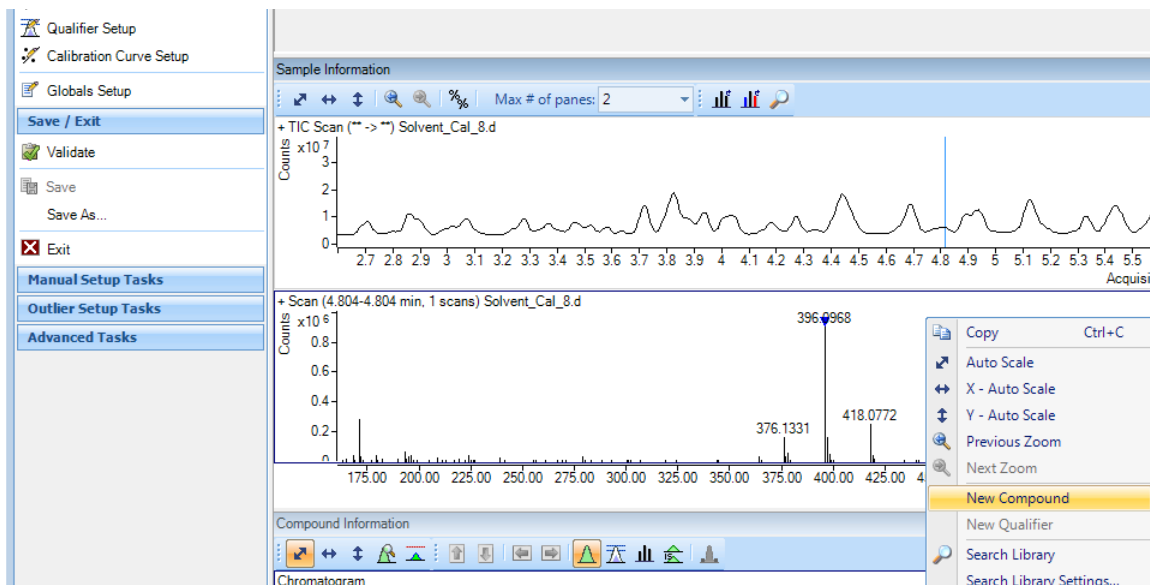 Qualifier Setup
Calibration Curve Setup
Globals Setup
Save / Exit
Validate
Save
Save As...
Exit
Manual Setup Tasks
Outlier Setup Tasks
Advanced Tasks
Sample Information
Max # of panes: 2
+ TIC Scan (** -> **) Solvent_Cal_8.d
Counts
x10 7
3
2
1
0
2.7 2.8 2.9 3 3.1 3.2 3.3 3.4 3.5 3.6 3.7 3.8 3.9 4 4.1 4.2 4.3 4.4 4.5 4.6 4.7 4.8 4.9 5 5.1 5.2 5.3 5.4 5.5
Acquisi
+ Scan (4.804-4.804 min, 1 scans) Solvent_Cal_8.d
Counts
x10 6
0.8
0.6
0.4
0.2
0
396.0968
376.1331
418.0772
175.00 200.00 225.00 250.00 275.00 300.00 325.00 350.00 375.00 400.00 425.00 4
Copy Ctrl+C
Auto Scale
X - Auto Scale
Y - Auto Scale
Previous Zoom
Next Zoom
New Compound
New Qualifier
Search Library
Search Library Settings...
Compound Information
Chromatogram